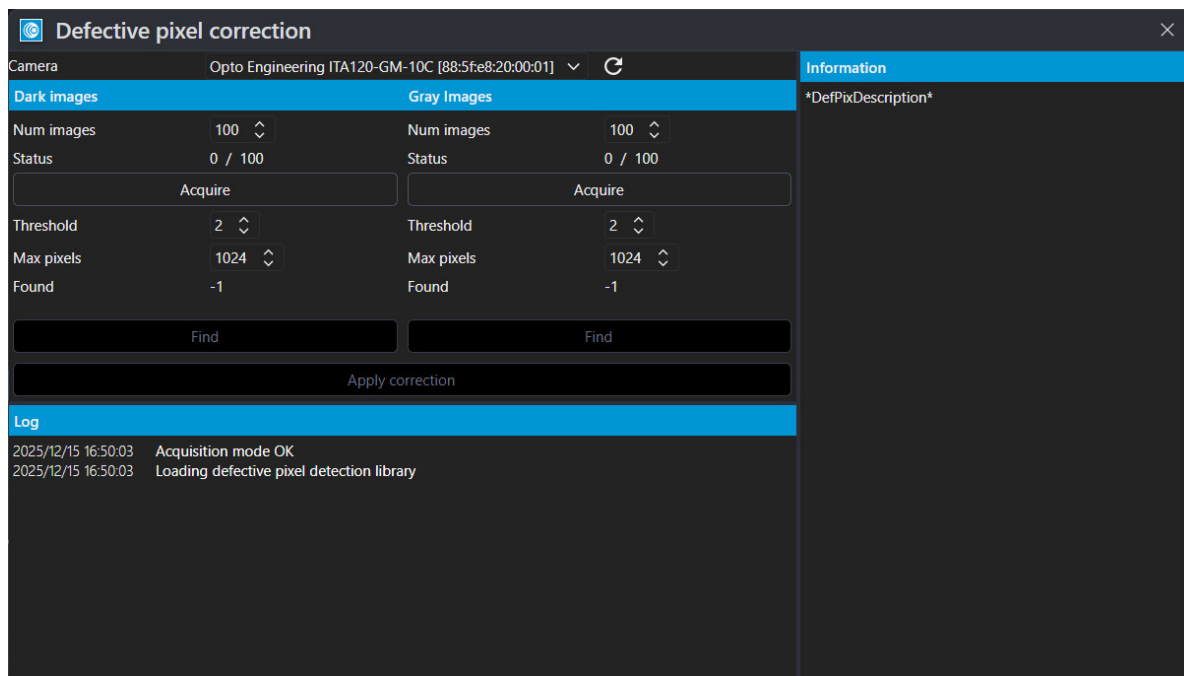 Defective pixel correction
Camera Opto Engineering ITA120-GM-10C [88:5f:e8:20:00:01]
Dark images Gray Images
Num images 100 Num images 100
Status 0 / 100 Status 0 / 100
Acquire Acquire
Threshold 2 Threshold 2
Max pixels 1024 Max pixels 1024
Found -1 Found -1
Find Find
Apply correction
Log
2025/12/15 16:50:03 Acquisition mode OK
2025/12/15 16:50:03 Loading defective pixel detection library
Information
*DefPixDescription*